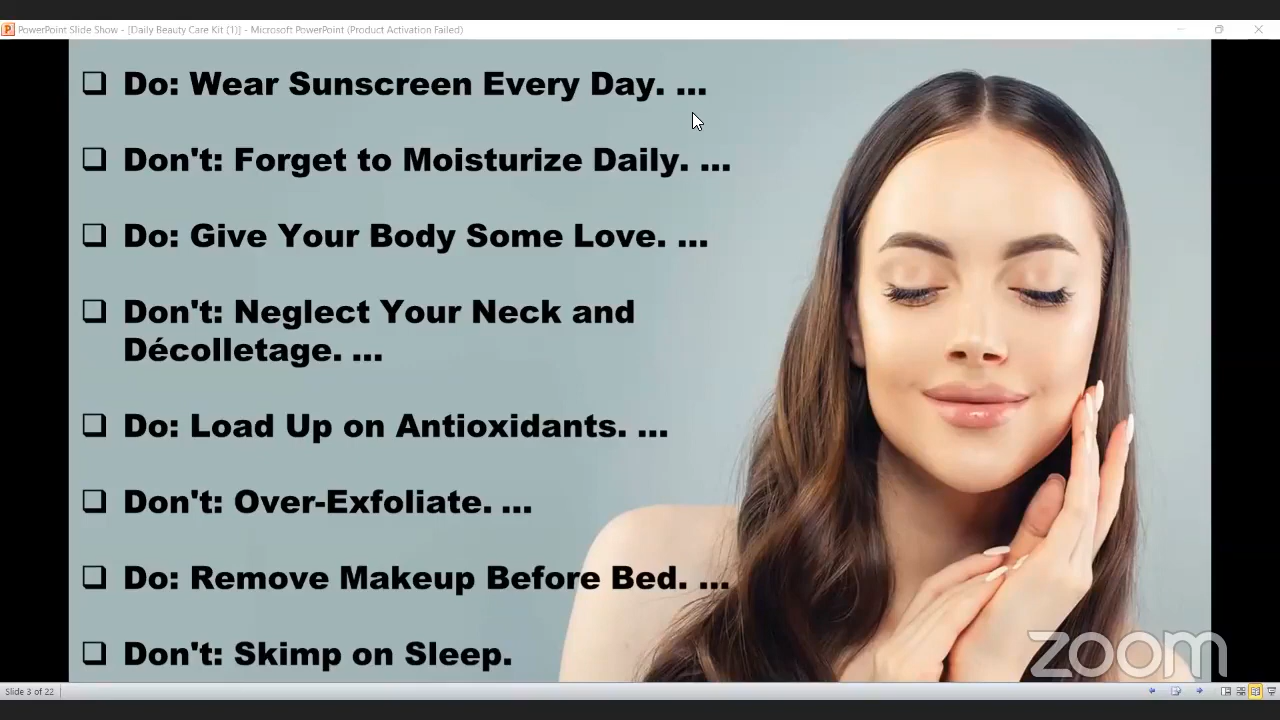 PowerPoint Slide Show - [Daily Beauty Care Kit (1)] - Microsoft PowerPoint (Product Activation Failed)
Do: Wear Sunscreen Every Day. ...
Don't: Forget to Moisturize Daily. ...
Do: Give Your Body Some Love. ...
Don't: Neglect Your Neck and
Décolletage. ...
Do: Load Up on Antioxidants. ...
Don't: Over-Exfoliate. ...
Do: Remove Makeup Before Bed. ...
Don't: Skimp on Sleep.
zoom
Slide 3 of 22